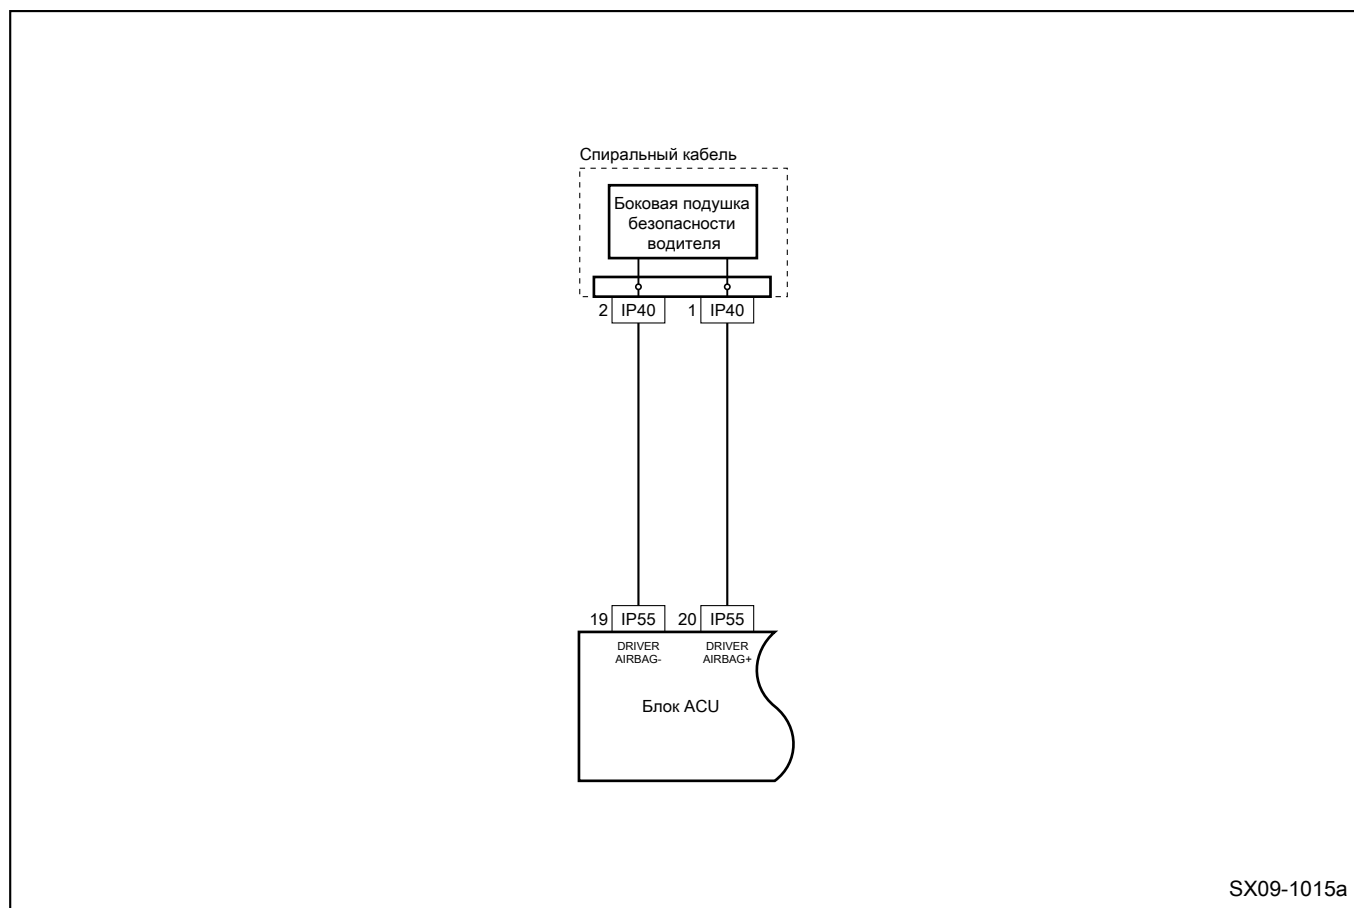 Спиральный кабель
Боковая подушка
безопасности
водителя
2 IP40 1 IP40
19 IP55 20 IP55
DRIVER DRIVER
AIRBAG- AIRBAG+
Блок ACU
SX09-1015a